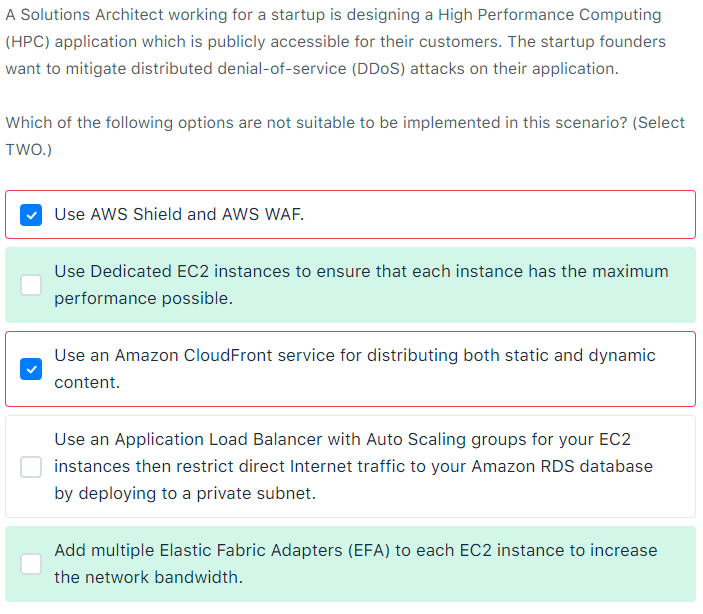 A Solutions Architect working for a startup is designing a High Performance Computing
(HPC) application which is publicly accessible for their customers. The startup founders
want to mitigate distributed denial-of-service (DDoS) attacks on their application.
Which of the following options are not suitable to be implemented in this scenario? (Select
TWO.)
Use AWS Shield and AWS WAF.
Use Dedicated EC2 instances to ensure that each instance has the maximum
performance possible.
Use an Amazon CloudFront service for distributing both static and dynamic
content.
Use an Application Load Balancer with Auto Scaling groups for your EC2
instances then restrict direct Internet traffic to your Amazon RDS database
by deploying to a private subnet.
Add multiple Elastic Fabric Adapters (EFA) to each EC2 instance to increase
the network bandwidth.